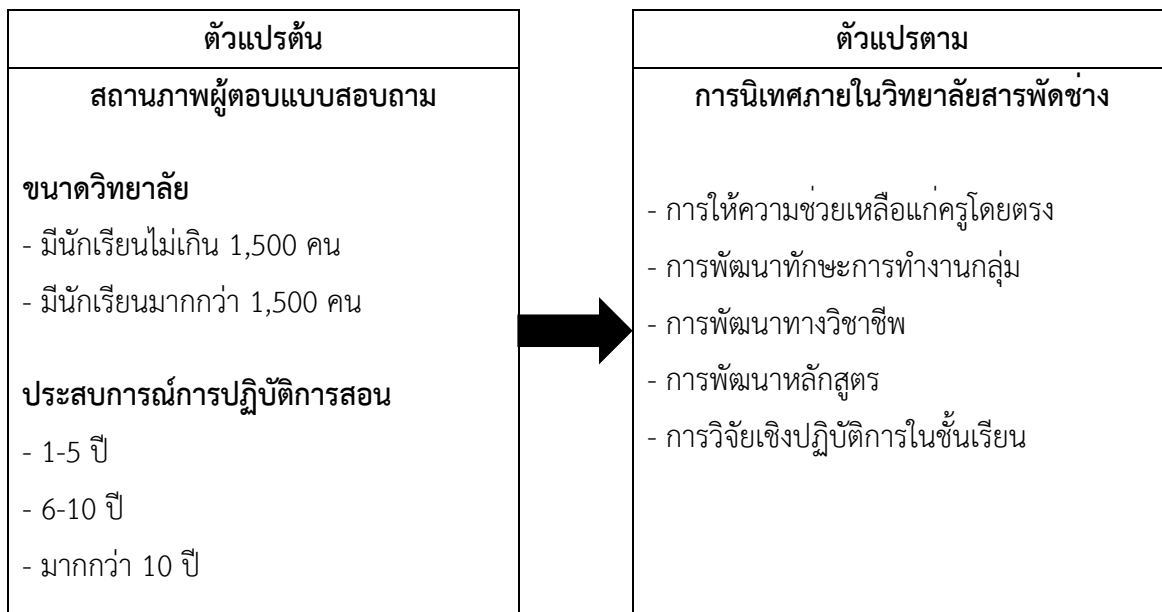 ตัวแปรต้น
สถานภาพผู้ตอบแบบสอบถาม
ขนาดวิทยาลัย
- มีนักเรียนไม่เกิน 1,500 คน
- มีนักเรียนมากกว่า 1,500 คน
ประสบการณ์การปฏิบัติการสอน
- 1-5 ปี
- 6-10 ปี
- มากกว่า 10 ปี
ตัวแปรตาม
การนิเทศภายในวิทยาลัยสารพัดช่าง
- การให้ความช่วยเหลือแก่ครูโดยตรง
- การพัฒนาทักษะการทำงานกลุ่ม
- การพัฒนาทางวิชาชีพ
- การพัฒนาหลักสูตร
- การวิจัยเชิงปฏิบัติการในชั้นเรียน